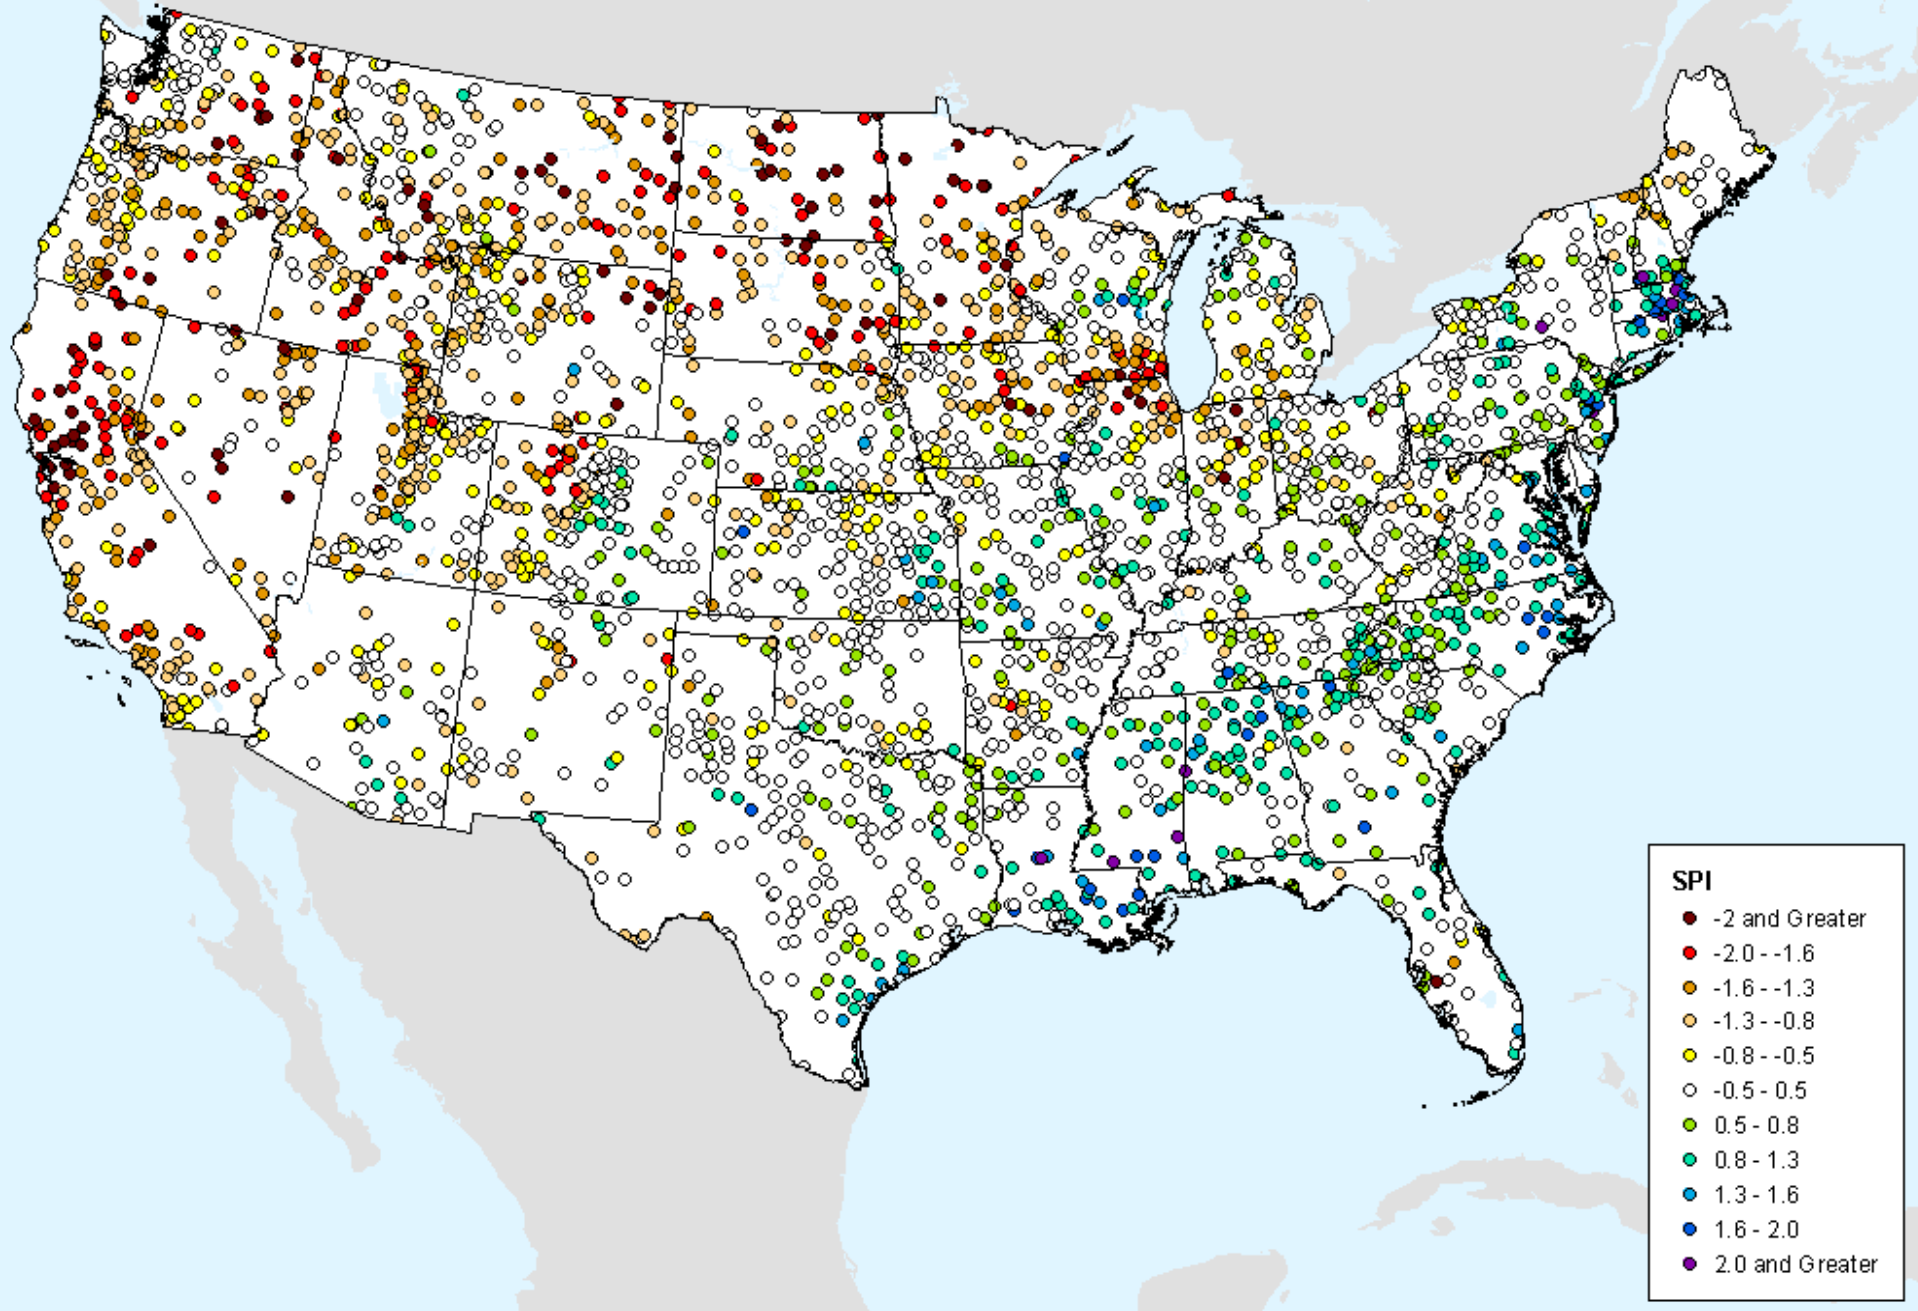 SPI
-2 and Greater
-2.0 - -1.6
-1.6 - -1.3
-1.3 - -0.8
-0.8 - -0.5
-0.5 - 0.5
0.5 - 0.8
0.8 - 1.3
1.3 - 1.6
1.6 - 2.0
2.0 and Greater